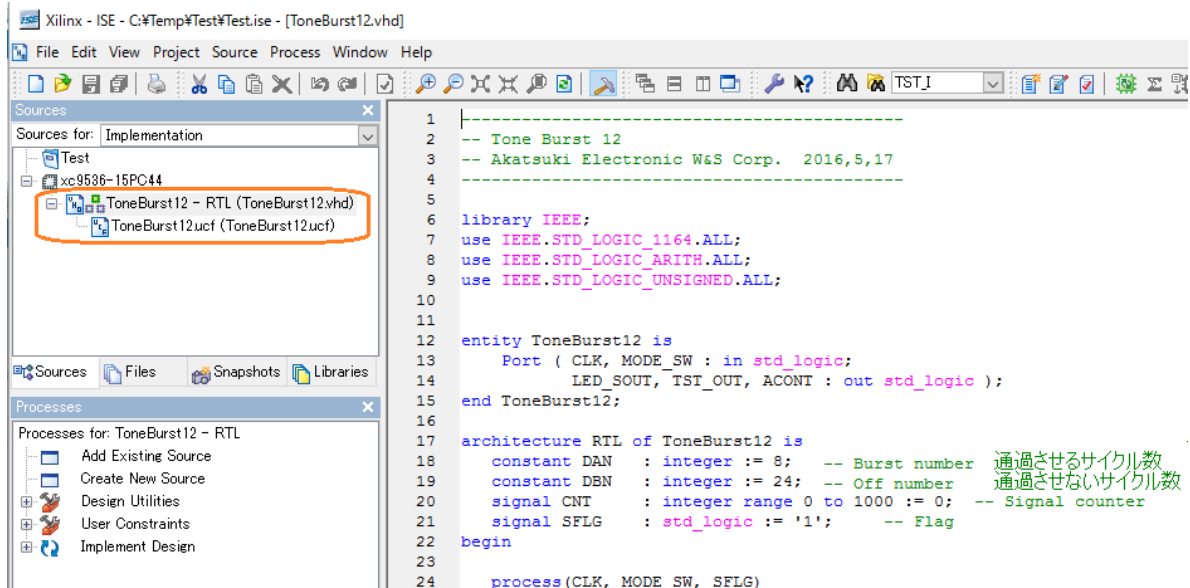 Xilinx - ISE - C:¥Temp¥Test¥Test.ise - [ToneBurst12.vhd]
File Edit View Project Source Process Window Help
TST_I
Sources
Sources for: Implementation
Test
xc9536-15PC44
ToneBurst12 - RTL (ToneBurst12.vhd)
ToneBurst12.ucf (ToneBurst12.ucf)
Sources Files Snapshots Libraries
Processes
Processes for: ToneBurst12 - RTL
Add Existing Source
Create New Source
Design Utilities
User Constraints
Implement Design
1 -------------------------------------------
2 -- Tone Burst 12
3 -- Akatsuki Electronic W&S Corp. 2016,5,17
4 -------------------------------------------
5
6 library IEEE;
7 use IEEE.STD_LOGIC_1164.ALL;
8 use IEEE.STD_LOGIC_ARITH.ALL;
9 use IEEE.STD_LOGIC_UNSIGNED.ALL;
10
11
12 entity ToneBurst12 is
13 Port ( CLK, MODE_SW : in std_logic;
14 LED_SOUT, TST_OUT, ACONT : out std_logic );
15 end ToneBurst12;
16
17 architecture RTL of ToneBurst12 is
18 constant DAN : integer := 8; -- Burst number 通過させるサイクル数
19 constant DBN : integer := 24; -- Off number 通過させないサイクル数
20 signal CNT : integer range 0 to 1000 := 0; -- Signal counter
21 signal SFLG : std_logic := '1'; -- Flag
22 begin
23
24 process(CLK, MODE_SW, SFLG)